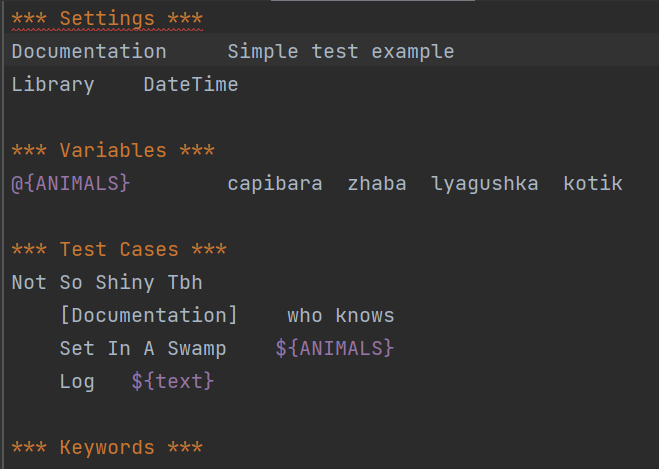 *** Settings ***
Documentation     Simple test example
Library    DateTime
*** Variables ***
@{ANIMALS}        capibara  zhaba  lyagushka  kotik
*** Test Cases ***
Not So Shiny Tbh
    [Documentation]    who knows
    Set In A Swamp    ${ANIMALS}
    Log   ${text}
*** Keywords ***